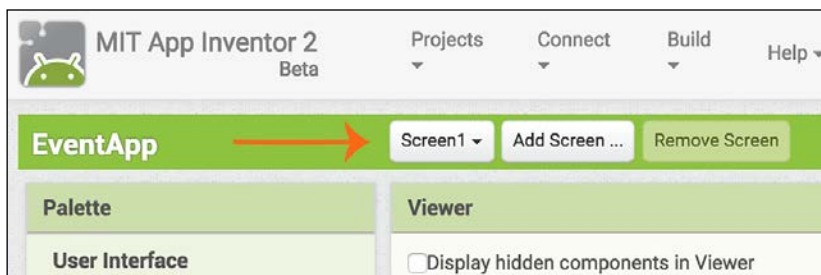 MIT App Inventor 2
Beta
Projects
Connect
Build
Help
EventApp
Screen1
Add Screen ...
Remove Screen
Palette
Viewer
User Interface
Display hidden components in Viewer